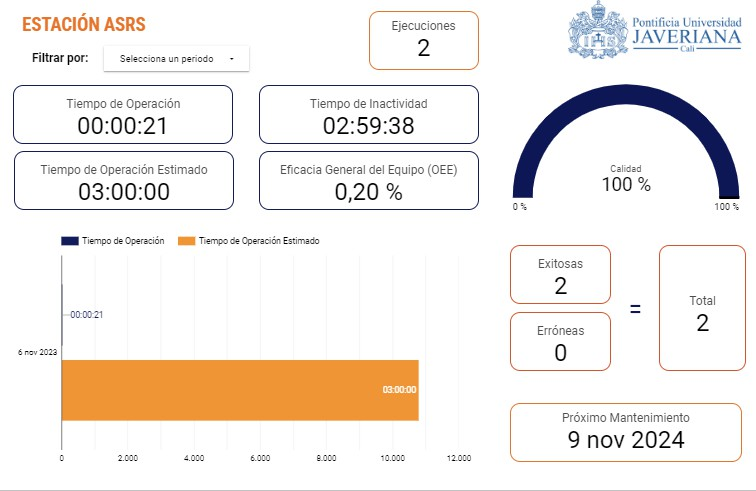 ESTACIÓN ASRS
Filtrar por:
Selecciona un periodo
Ejecuciones
2
Pontificia Universidad
JAVERIANA
Cali
Tiempo de Operación
00:00:21
Tiempo de Inactividad
02:59:38
Tiempo de Operación Estimado
03:00:00
Eficacia General del Equipo (OEE)
0,20 %
Calidad
100 %
0 %
100 %
Tiempo de Operación
Tiempo de Operación Estimado
00:00:21
6 nov 2023
03:00:00
0 2.000 4.000 6.000 8.000 10.000 12.000
Exitosas
2
Erróneas
0
=
Total
2
Próximo Mantenimiento
9 nov 2024